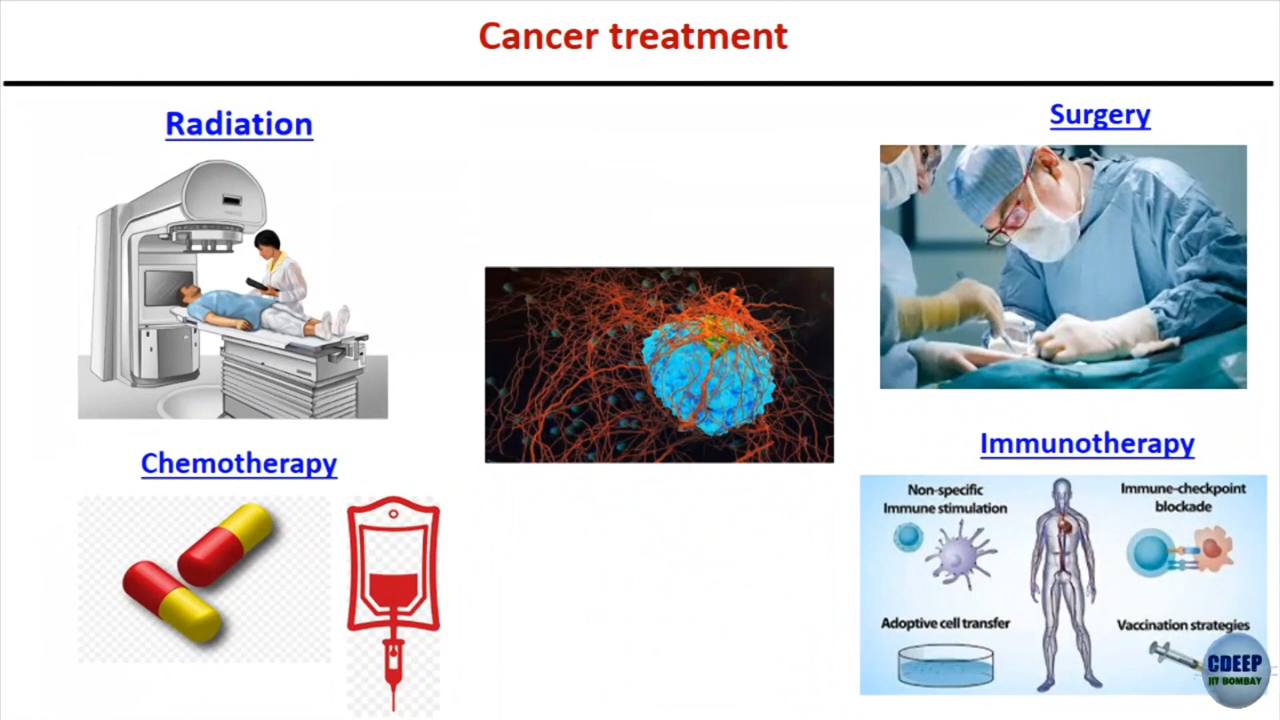 Cancer treatment
Radiation
Surgery
Chemotherapy
Immunotherapy
Non-specific
Immune stimulation
Immune-checkpoint
blockade
Adoptive cell transfer
Vaccination strategies
CDEEP
IIT BOMBAY